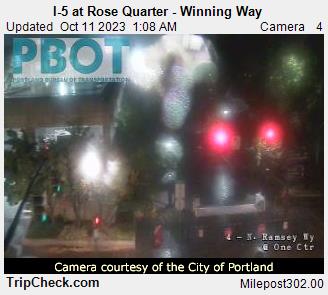 I-5 at Rose Quarter - Winning Way
Updated Oct 11 2023 1:08 AM Camera 4
THE PBOT
PORTLAND BUREAU OF TRANSPORTATION
4 - N. Ramsey Wy
@ One Ctr
Camera courtesy of the City of Portland
TripCheck.com Milepost302.00